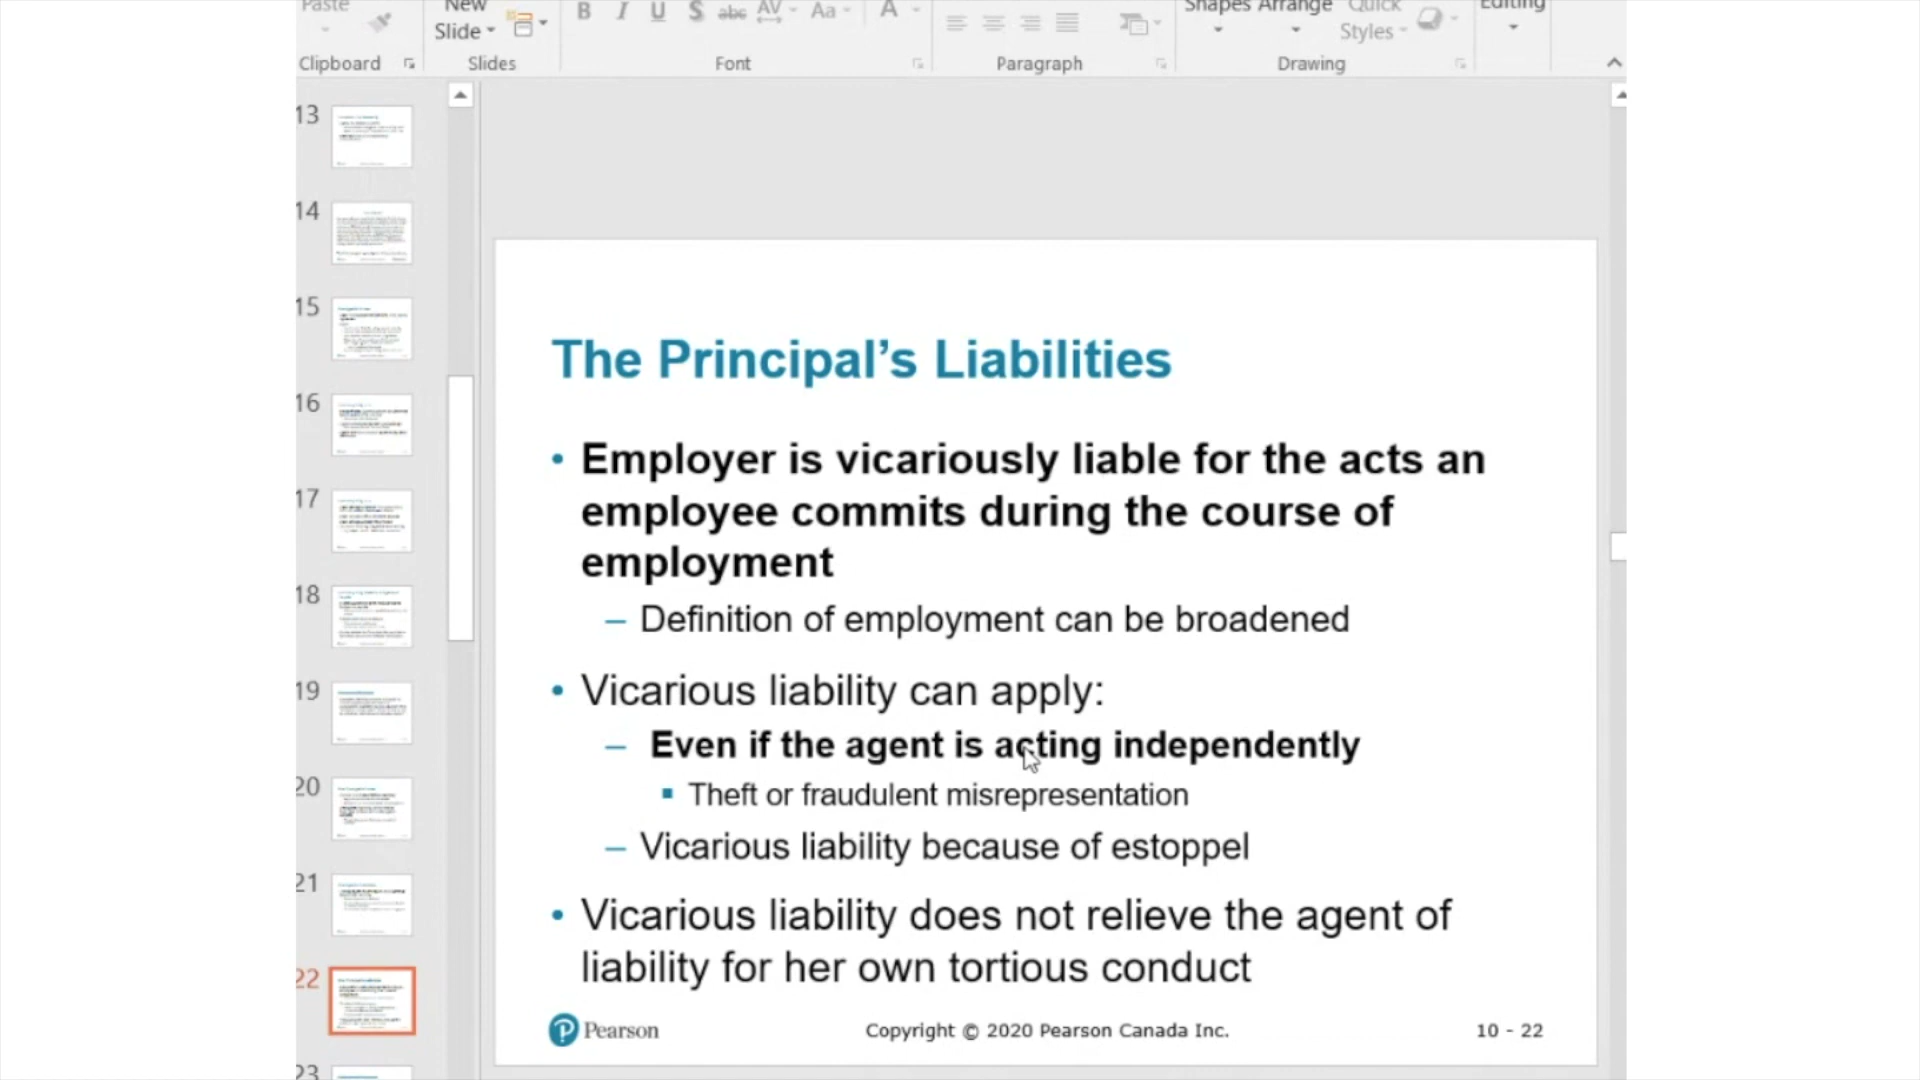 Paste
New
Slide
B I U S abc AV Aa A
Shapes Arrange Quick
Styles
Editing
Clipboard
Slides
Font
Paragraph
Drawing
13
14
15
16
17
18
19
20
21
22
23
The Principal’s Liabilities
• Employer is vicariously liable for the acts an
employee commits during the course of
employment
– Definition of employment can be broadened
• Vicarious liability can apply:
– Even if the agent is acting independently
▪ Theft or fraudulent misrepresentation
– Vicarious liability because of estoppel
• Vicarious liability does not relieve the agent of
liability for her own tortious conduct
P Pearson
Copyright © 2020 Pearson Canada Inc.
10 - 22